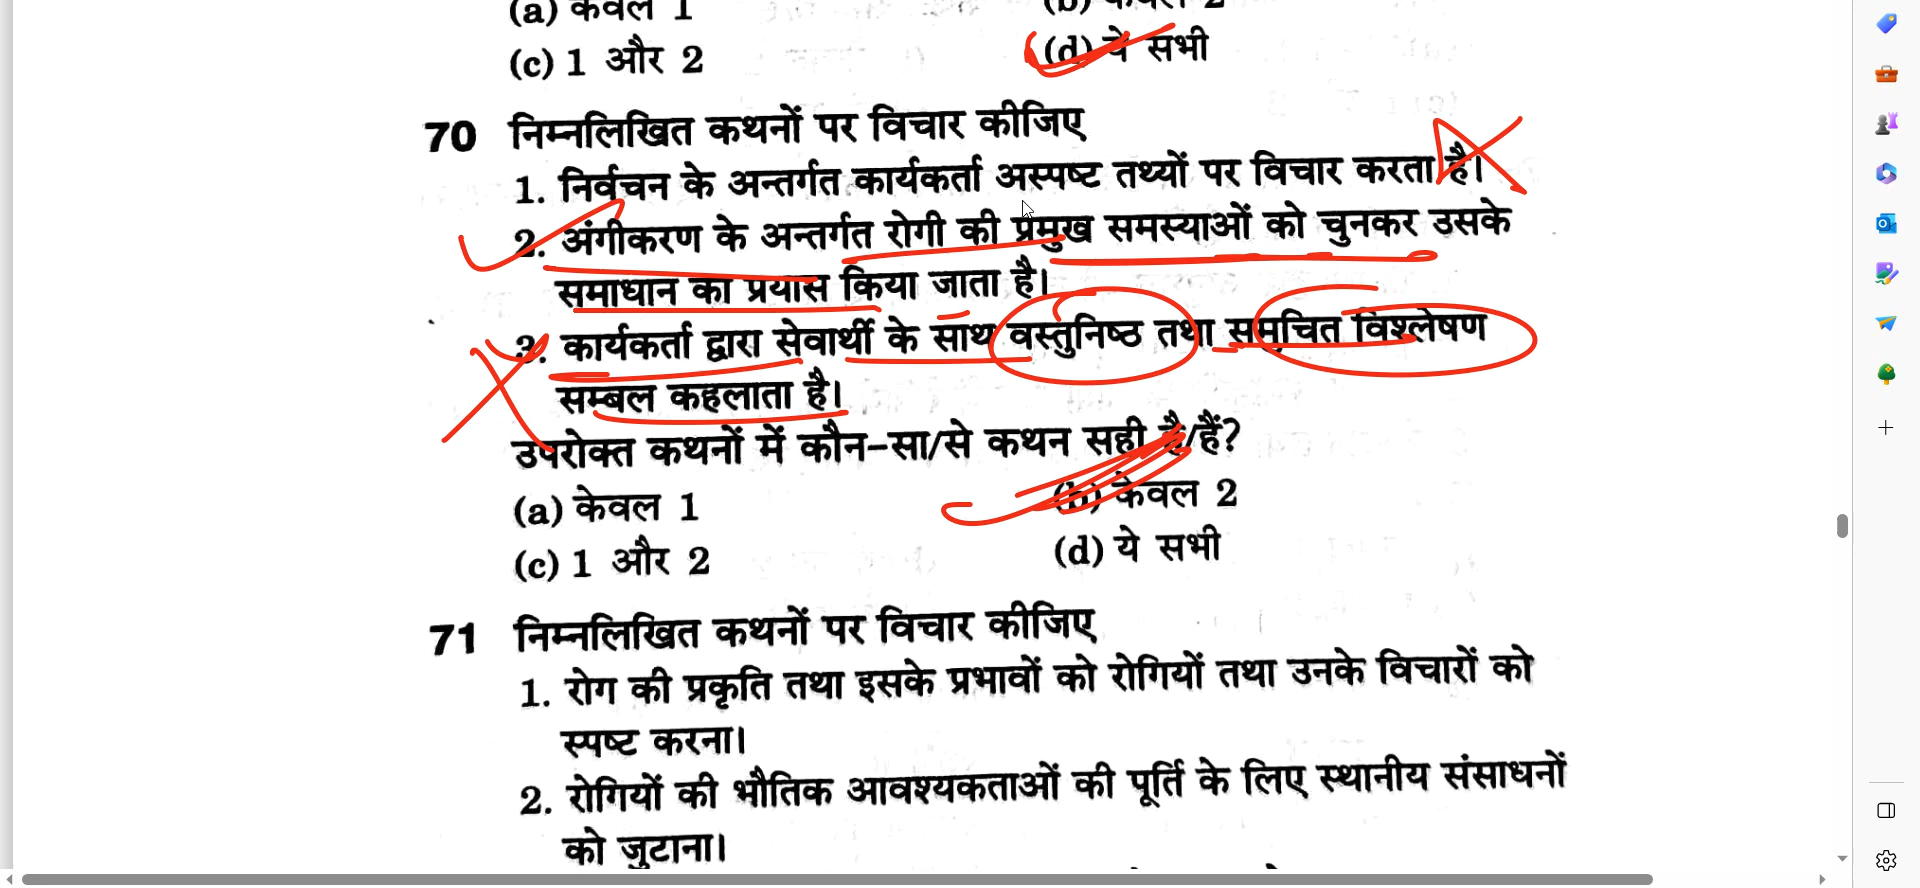 (a) केवल 1
(c) 1 और 2
(d) ये सभी
70 निम्नलिखित कथनों पर विचार कीजिए
1. निर्वचन के अन्तर्गत कार्यकर्ता अस्पष्ट तथ्यों पर विचार करता है।
2. अंगीकरण के अन्तर्गत रोगी की प्रमुख समस्याओं को चुनकर उसके
समाधान का प्रयास किया जाता है।
3. कार्यकर्ता द्वारा सेवार्थी के साथ वस्तुनिष्ठ तथा समुचित विश्लेषण
सम्बल कहलाता है।
उपरोक्त कथनों में कौन-सा/से कथन सही है/हैं?
(a) केवल 1 (b) केवल 2
(c) 1 और 2 (d) ये सभी
71 निम्नलिखित कथनों पर विचार कीजिए
1. रोग की प्रकृति तथा इसके प्रभावों को रोगियों तथा उनके विचारों को
स्पष्ट करना।
2. रोगियों की भौतिक आवश्यकताओं की पूर्ति के लिए स्थानीय संसाधनों
को जुटाना।